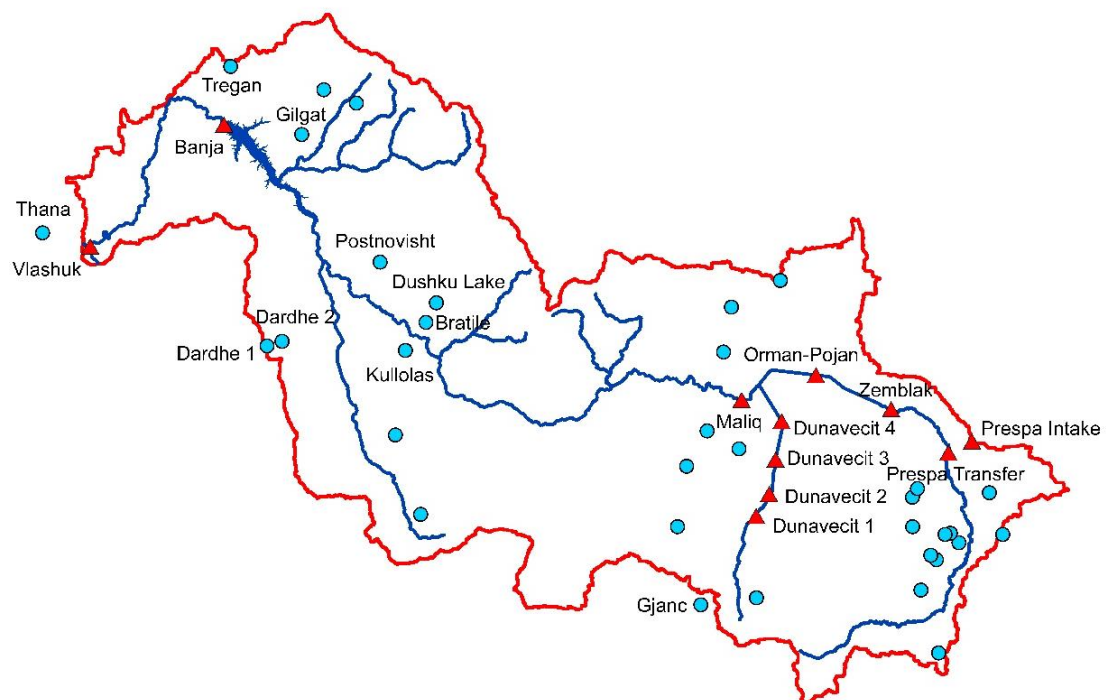 Tregan
Gilgat
Banja
Thana
Vlashuk
Postnovisht
Dushku Lake
Bratile
Dardhe 2
Dardhe 1
Kullolas
Orman-Pojan
Zemblak
Maliq
Dunavecit 4
Prespa Intake
Dunavecit 3
Prespa Transfer
Dunavecit 2
Dunavecit 1
Gjanc